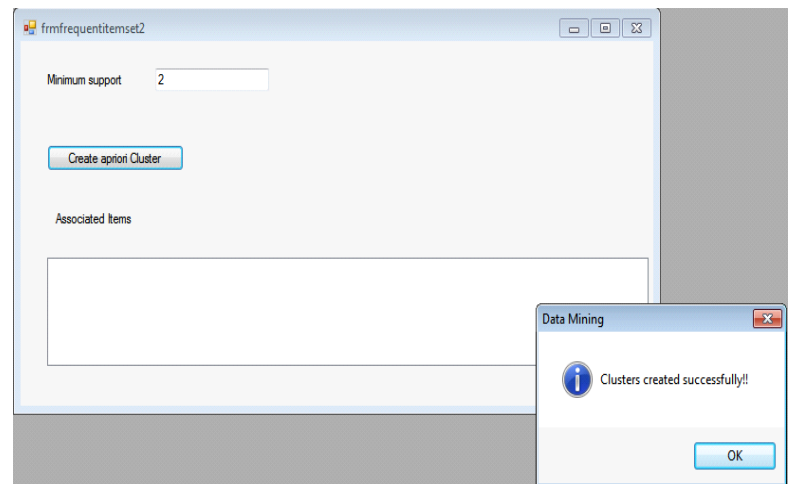 frmfrequentitemset2
Minimum support 2
Create apriori Cluster
Associated Items
Data Mining
Clusters created successfully!!
OK